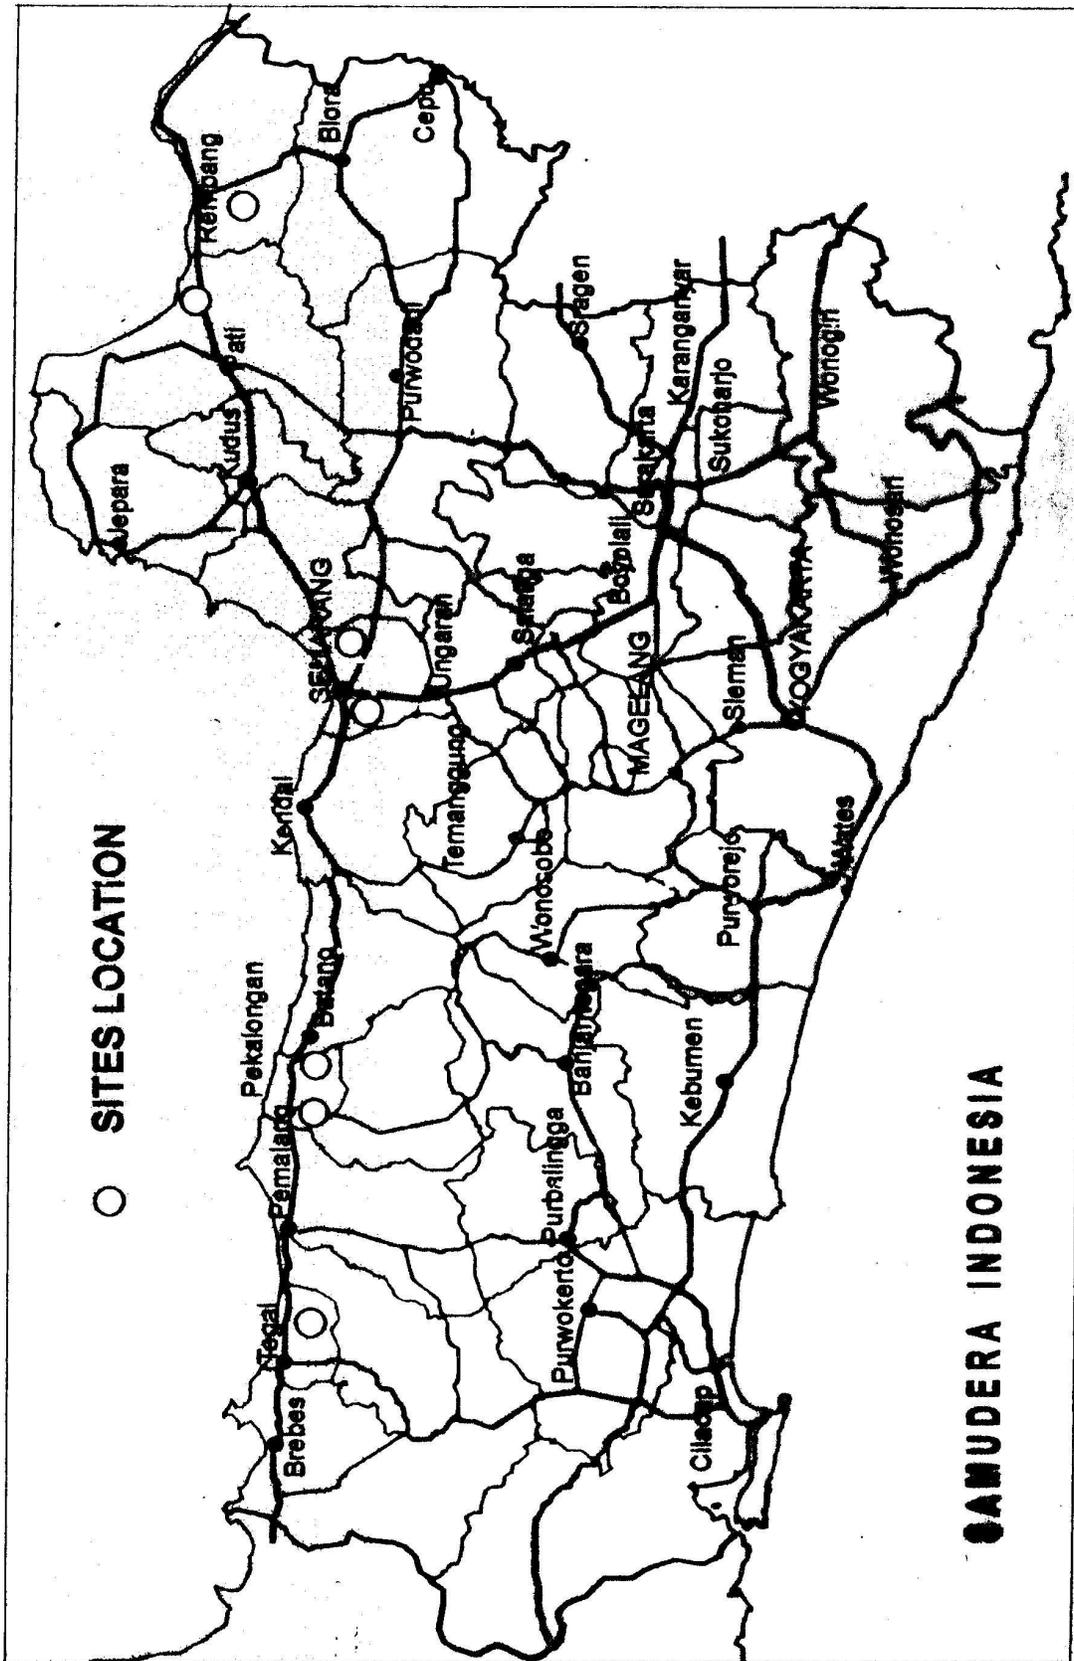 SITES LOCATION
Brebes
Tegal
Pemalang
Pekalongan
Batang
Kendal
SEMARANG
Jepara
Kudus
Pati
Rembang
Blora
Cepu
Purwodadi
Ungaran
Salatiga
Temanggung
Wonosobo
Banjarnegara
Purbalingga
Purwokerto
Cilacap
Kebumen
Purworejo
Wates
MAGELANG
Sleman
YOGYAKARTA
Boyolali
Surakarta
Sragen
Karanganyar
Sukoharjo
Wonogiri
Wonosari
SAMUDERA INDONESIA